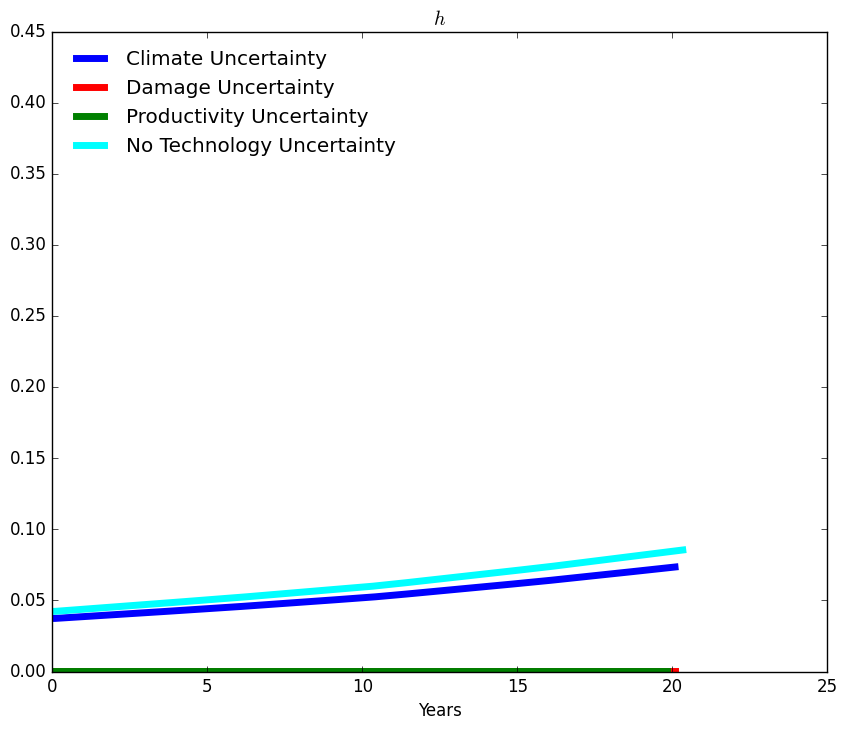 h
0.45
Climate Uncertainty
Damage Uncertainty
0.40
Productivity Uncertainty
No Technology Uncertainty
0.35
0.30
0.25
0.20
0.15
0.10
0.05
0.00
0 5 10 15 20 25
Years